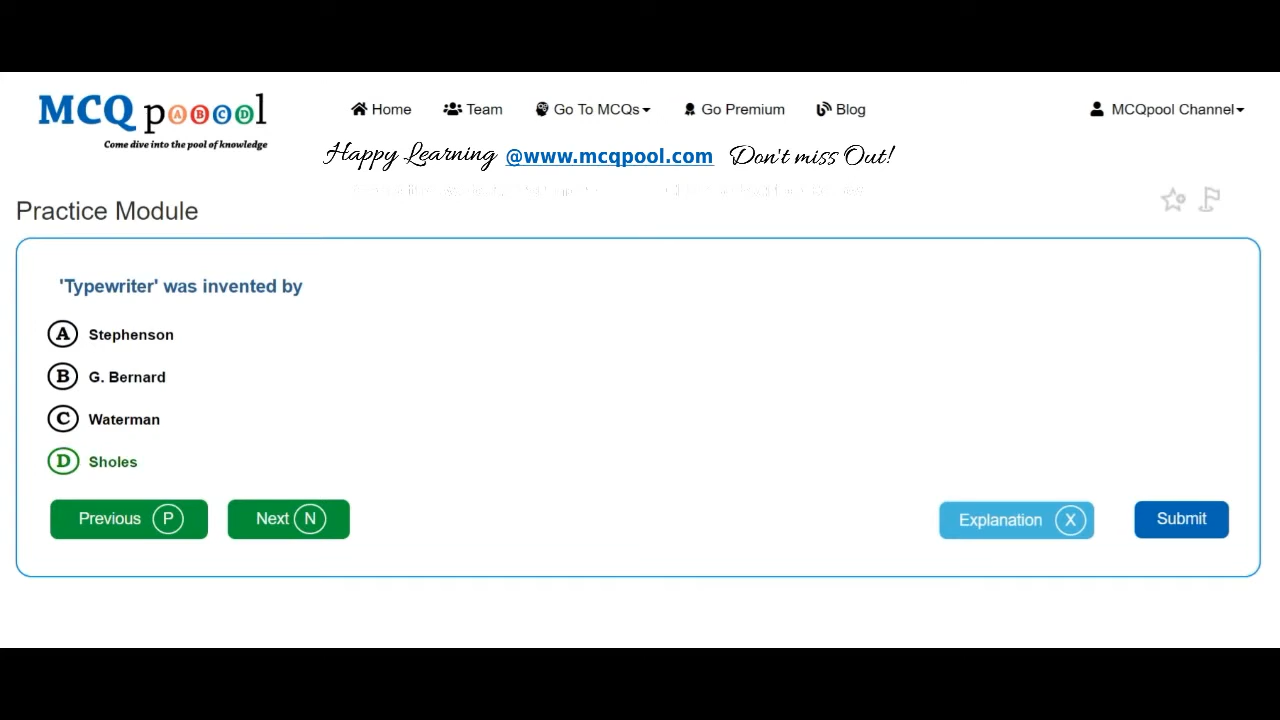 MCQ pABCDl
Come dive into the pool of knowledge
Home Team Go To MCQs Go Premium Blog MCQpool Channel
Happy Learning @www.mcqpool.com Don't miss Out!
Practice Module
'Typewriter' was invented by
A Stephenson
B G. Bernard
C Waterman
D Sholes
Previous P Next N Explanation X Submit